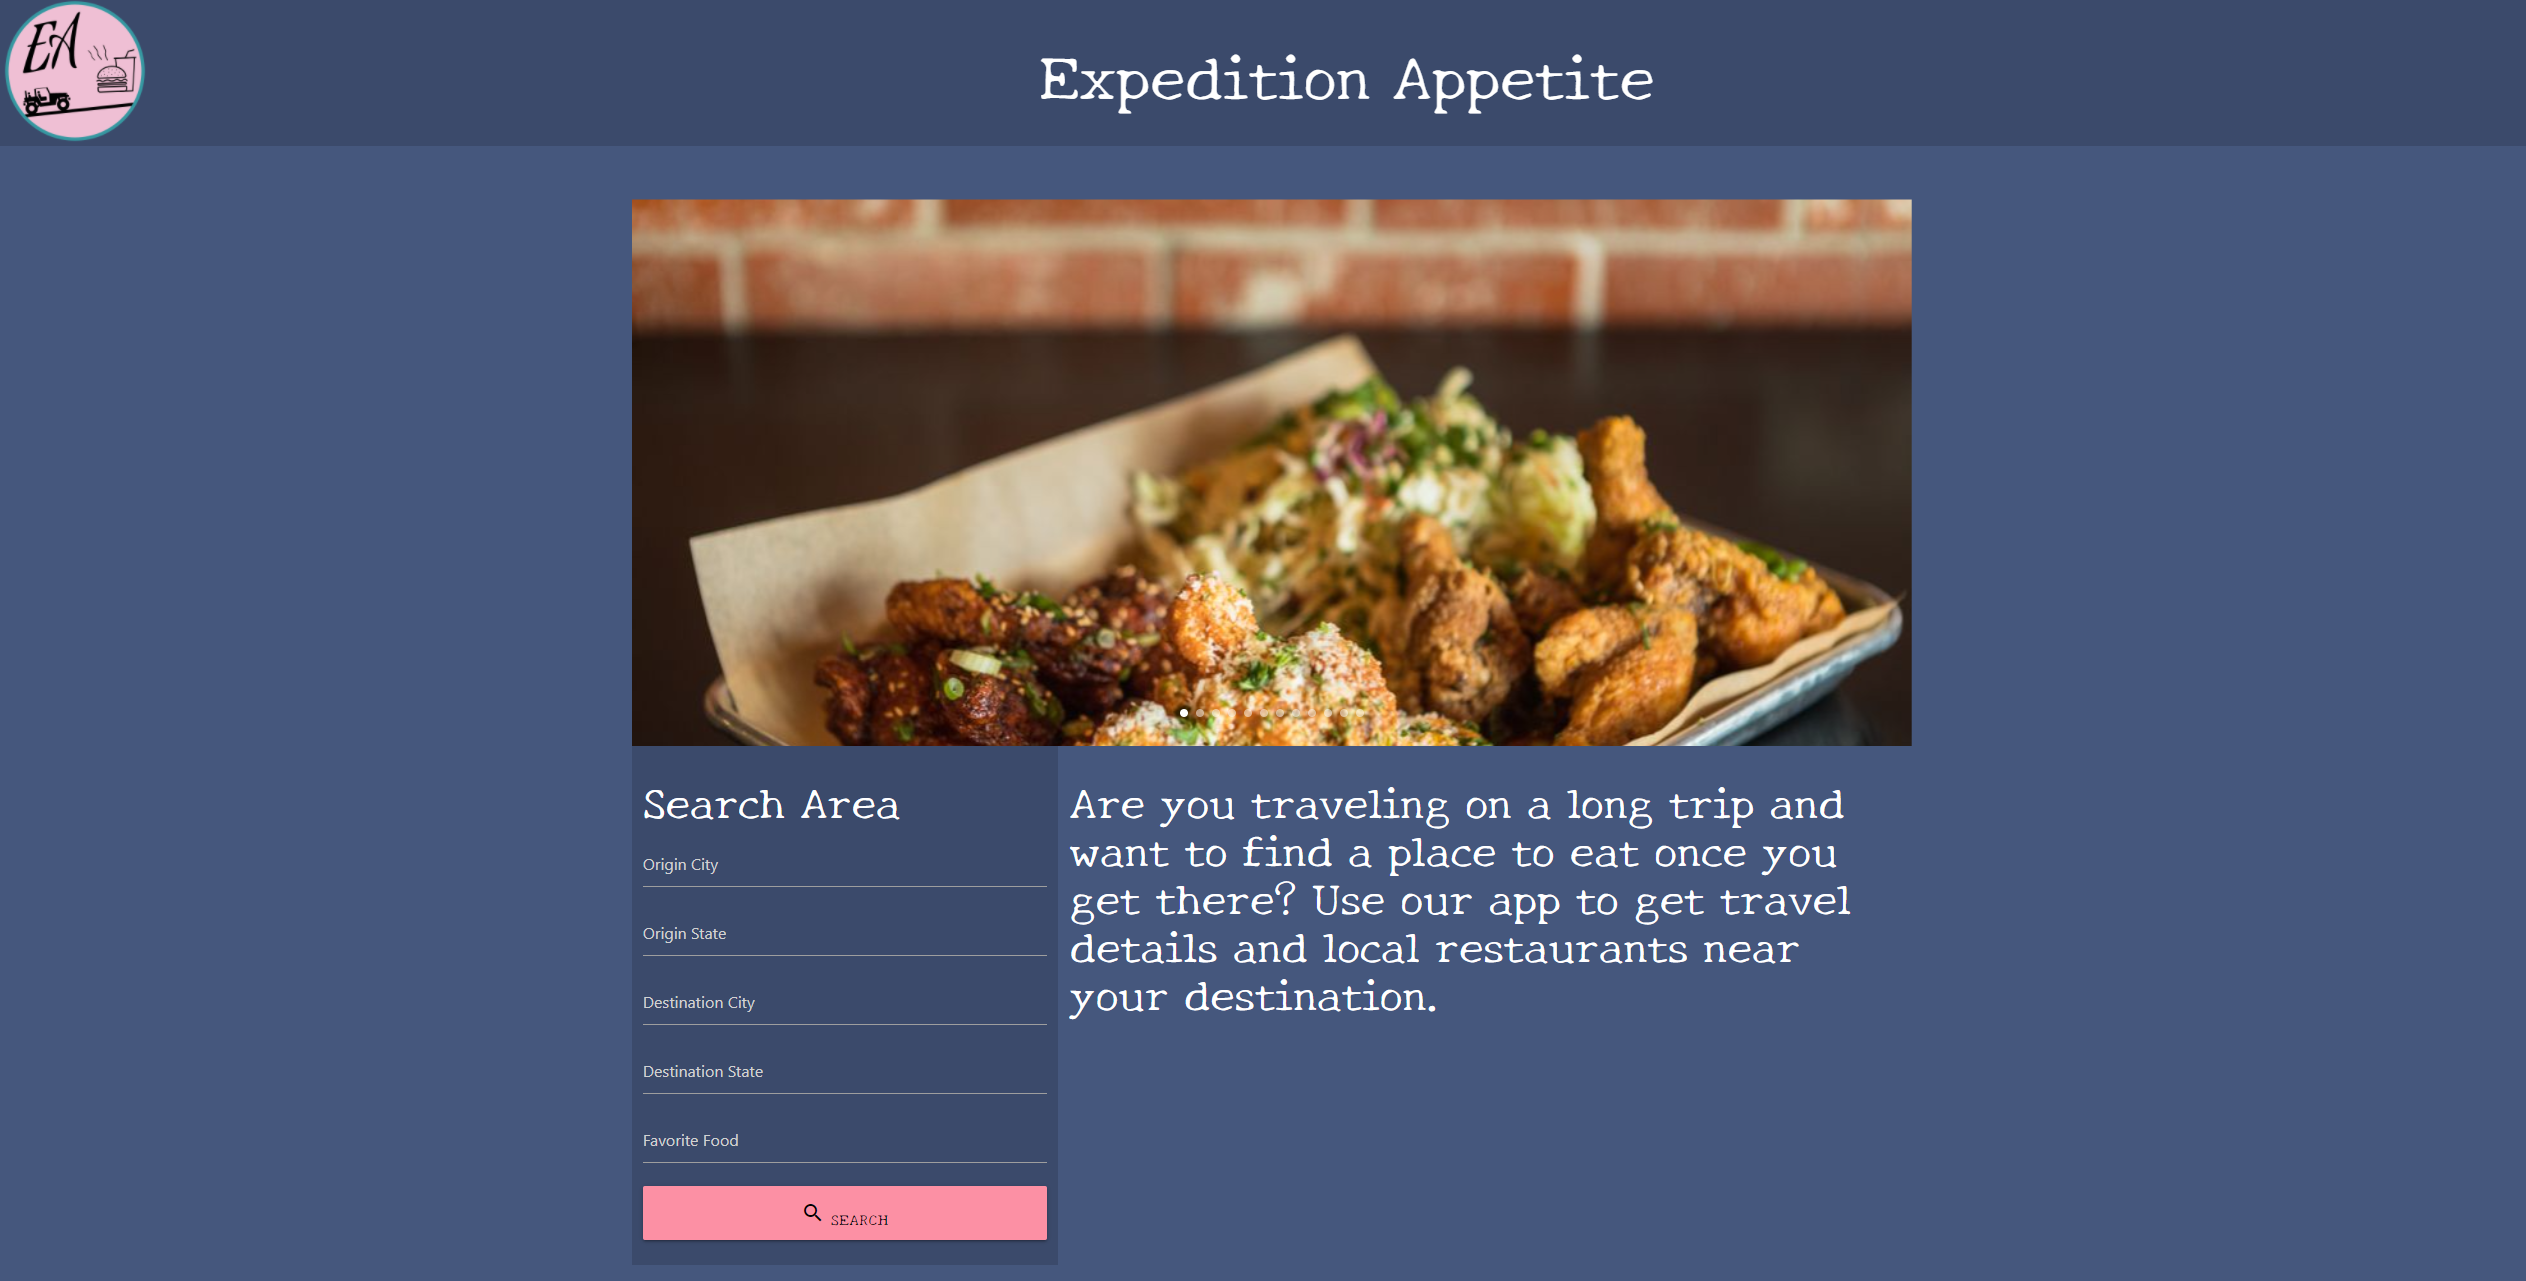 EA
Expedition Appetite
Search Area
Origin City
Origin State
Destination City
Destination State
Favorite Food
SEARCH
Are you traveling on a long trip and
want to find a place to eat once you
get there? Use our app to get travel
details and local restaurants near
your destination.